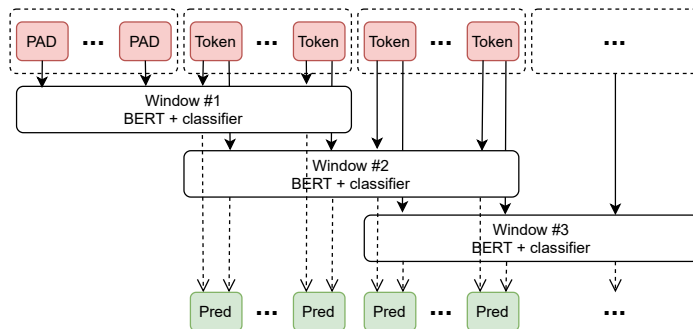 PAD ... PAD Token ... Token Token ... Token ...
Window #1
BERT + classifier
Window #2
BERT + classifier
Window #3
BERT + classifier
Pred ... Pred Pred ... Pred ...